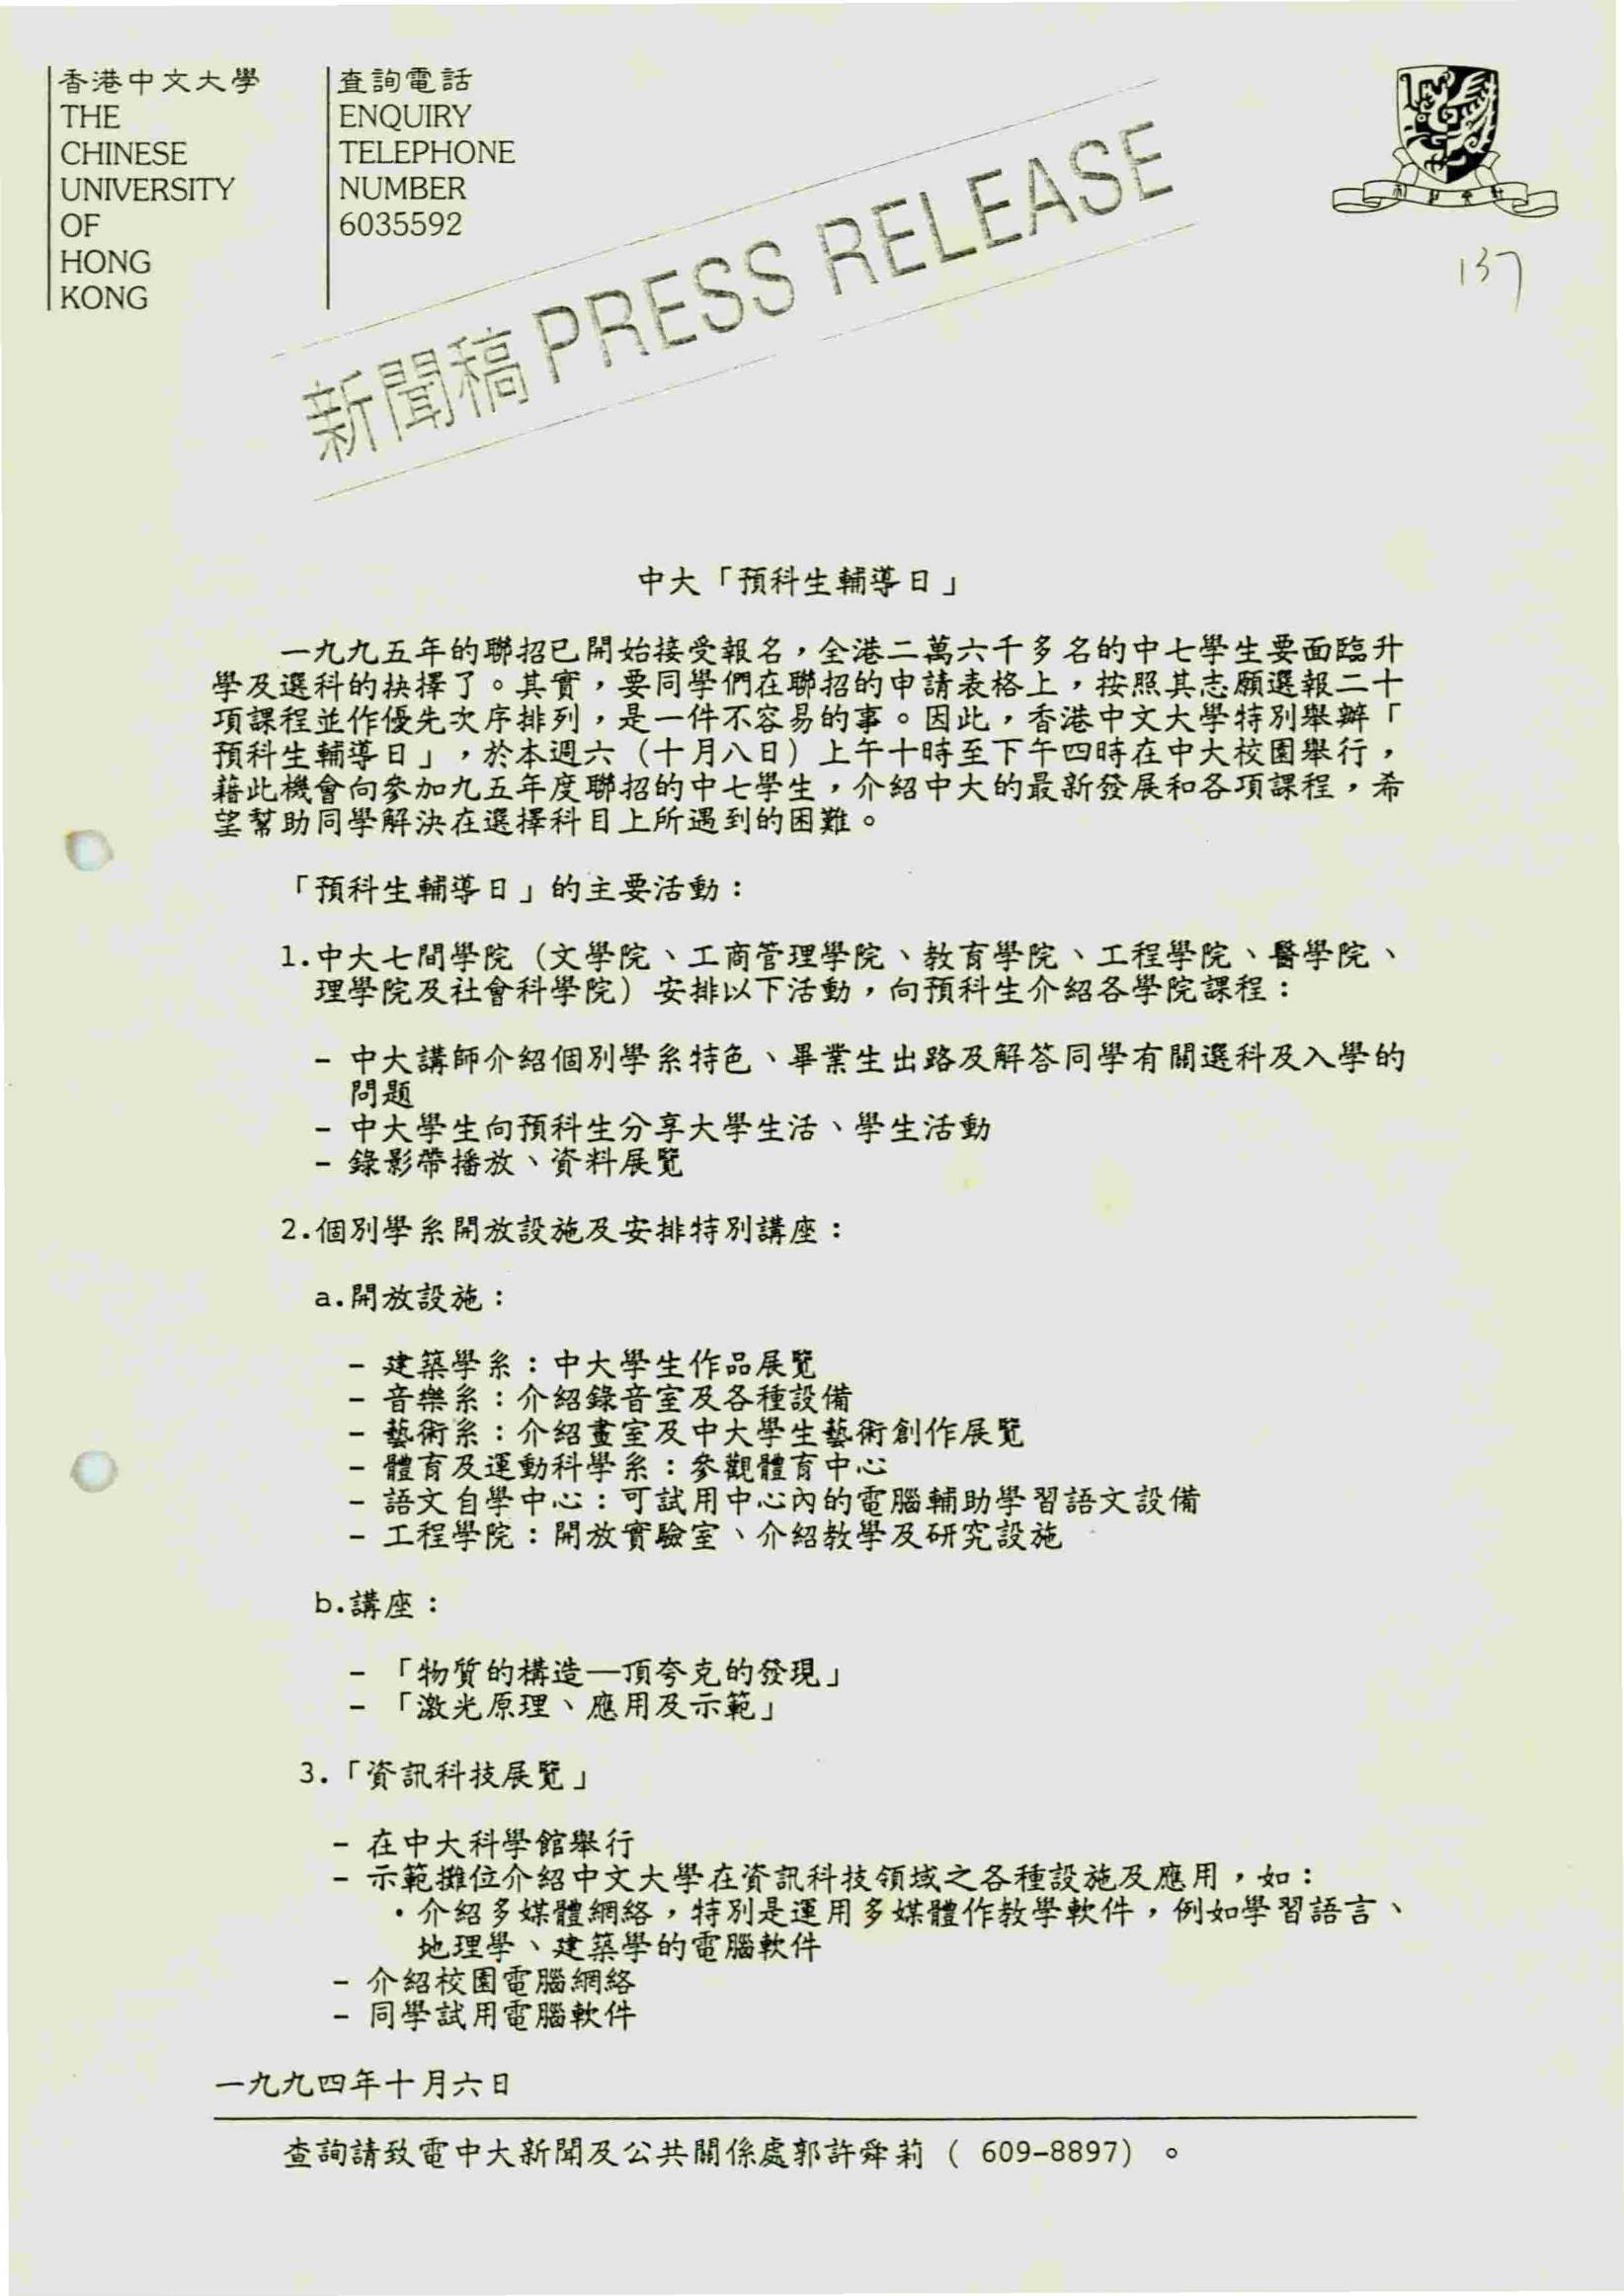 香港中文大學
THE
CHINESE
UNIVERSITY
OF
HONG
KONG
查詢電話
ENQUIRY
TELEPHONE
NUMBER
6035592
新聞稿 PRESS RELEASE
137
中大「預科生輔導日」
一九九五年的聯招已開始接受報名，全港二萬六千多名的中七學生要面臨升
學及選科的抉擇了。其實，要同學們在聯招的申請表格上，按照其志願選報二十
項課程並作優先次序排列，是一件不容易的事。因此，香港中文大學特別舉辦「
預科生輔導日」，於本週六（十月八日）上午十時至下午四時在中大校園舉行，
藉此機會向參加九五年度聯招的中七學生，介紹中大的最新發展和各項課程，希
望幫助同學解決在選擇科目上所遇到的困難。
「預科生輔導日」的主要活動：
1.中大七間學院（文學院、工商管理學院、教育學院、工程學院、醫學院、
理學院及社會科學院）安排以下活動，向預科生介紹各學院課程：
- 中大講師介紹個別學系特色、畢業生出路及解答同學有關選科及入學的
問題
- 中大學生向預科生分享大學生活、學生活動
- 錄影帶播放、資料展覽
2.個別學系開放設施及安排特別講座：
a.開放設施：
- 建築學系：中大學生作品展覽
- 音樂系：介紹錄音室及各種設備
- 藝術系：介紹畫室及中大學生藝術創作展覽
- 體育及運動科學系：參觀體育中心
- 語文自學中心：可試用中心內的電腦輔助學習語文設備
- 工程學院：開放實驗室、介紹教學及研究設施
b.講座：
- 「物質的構造—頂夸克的發現」
- 「激光原理、應用及示範」
3.「資訊科技展覽」
- 在中大科學館舉行
- 示範攤位介紹中文大學在資訊科技領域之各種設施及應用，如：
・介紹多媒體網絡，特別是運用多媒體作教學軟件，例如學習語言、
地理學、建築學的電腦軟件
- 介紹校園電腦網絡
- 同學試用電腦軟件
一九九四年十月六日
查詢請致電中大新聞及公共關係處郭許舜莉（ 609-8897）。